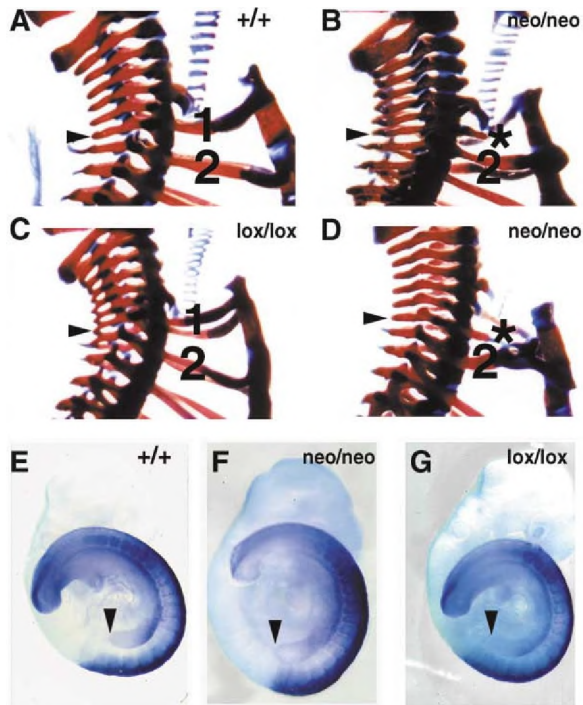 A +/+
B neo/neo
1
2
*
2
C lox/lox
D neo/neo
1
2
*
2
E +/+
F neo/neo
G lox/lox